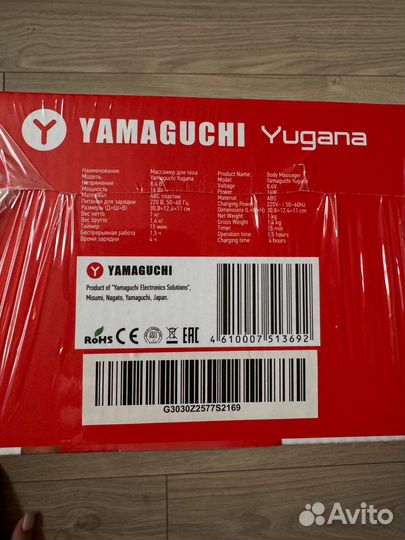 YAMAGUCHI Yugana
Наименование Массажер для тела
Модель Yamaguchi Yugana
Напряжение 8,4 В
Мощность 16 Вт
Материал ABC пластик
Питание для зарядки 220 В, 50-60 Гц
Размеры (Д×Ш×В) 30,8×12,4×11 см
Вес нетто 1 кг
Вес брутто 1,4 кг
Таймер 15 мин
Беспрерывная работа 1,5 ч
Время зарядки 4 ч
Product Name Body Massager
Model Yamaguchi Yugana
Voltage 8.4V
Power 16W
Material ABS
Charging Power 225V~ / 50-60Hz
Dimensions (L×W×H) 30,8×12,4×11 cm
Net Weight 1 kg
Gross Weight 1,4 kg
Timer 15 min
Operation time 1.5 hours
Charging time 4 hours
YAMAGUCHI
Product of "Yamaguchi Electronics Solutions",
Misumi, Nagato, Yamaguchi, Japan.
RoHS CE EAC
4 610007 513692
G3030Z2577S2169
Avito